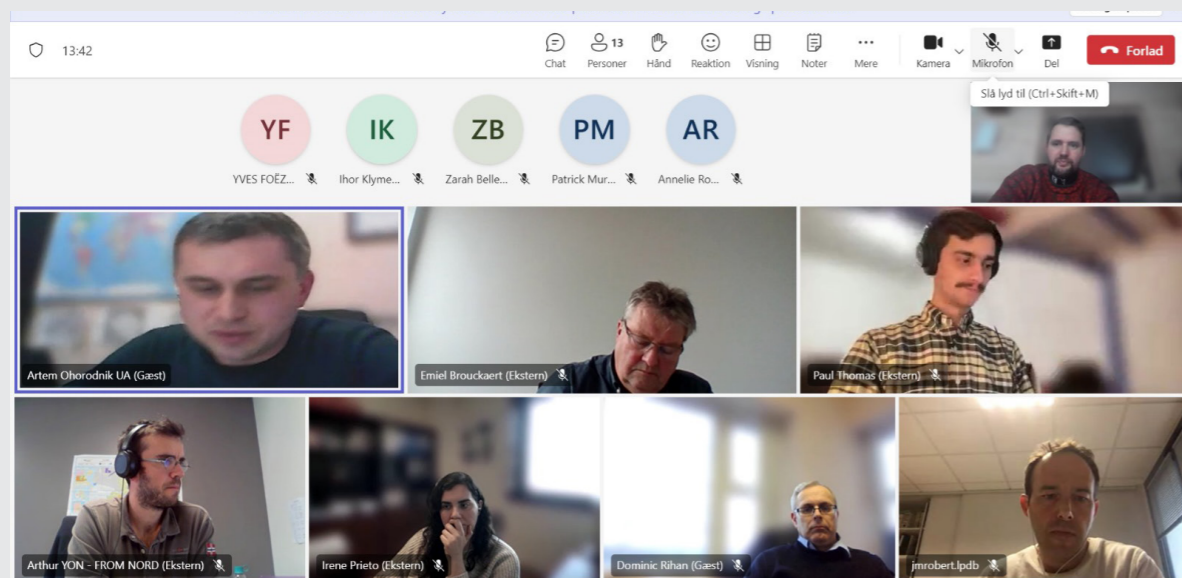 13:42
13
Chat Personer Hånd Reaktion Visning Noter Mere Kamera Mikrofon Del Forlad
Slå lyd til (Ctrl+Skift+M)
YF IK ZB PM AR
YVES FOËZ... Ihor Klyme... Zarah Belle... Patrick Mur... Annelie Ro...
Artem Ohorodnik UA (Gæst) Emiel Brouckaert (Ekstern) Paul Thomas (Ekstern)
Arthur YON - FROM NORD (Ekstern) Irene Prieto (Ekstern) Dominic Rihan (Gæst) jmrobert.lpdb